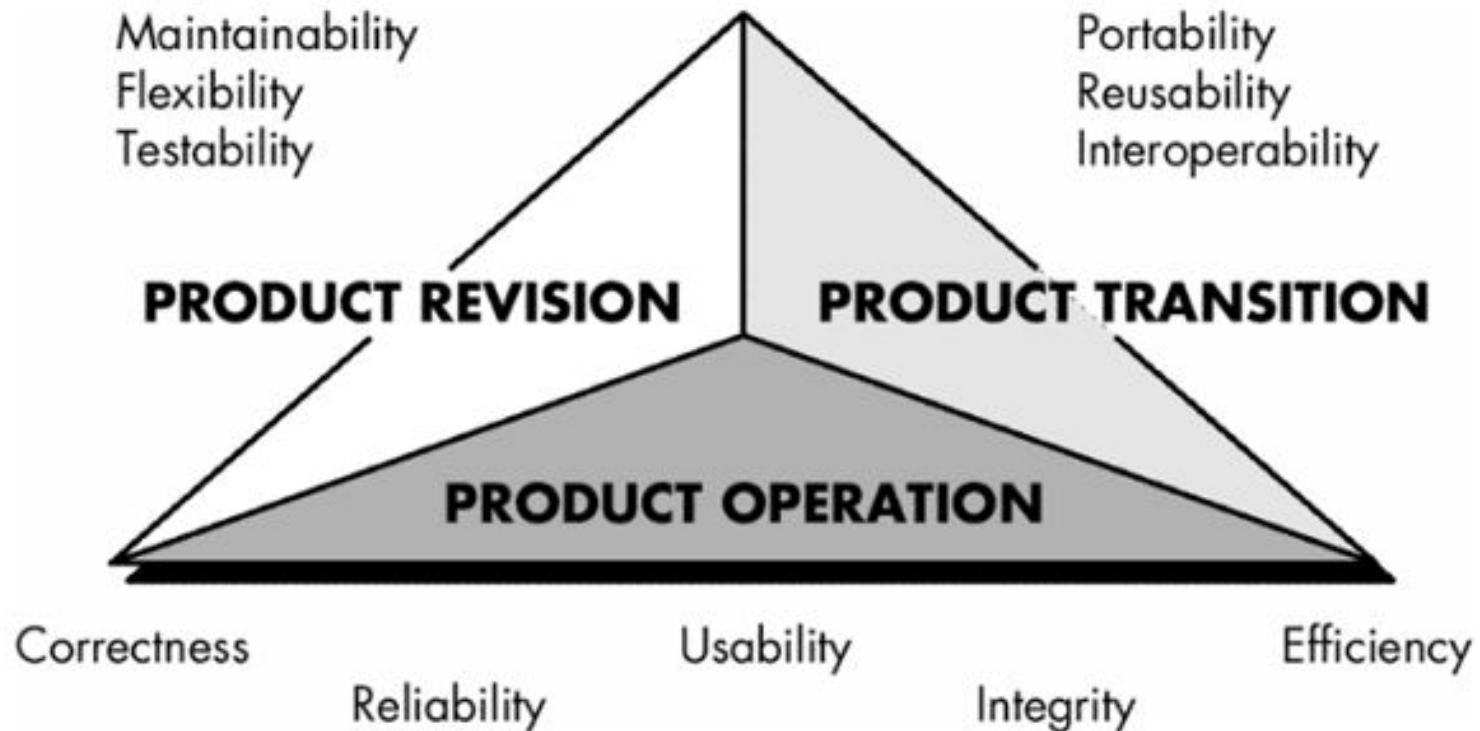 Maintainability
Flexibility
Testability
Portability
Reusability
Interoperability
PRODUCT REVISION
PRODUCT TRANSITION
PRODUCT OPERATION
Correctness
Usability
Efficiency
Reliability
Integrity